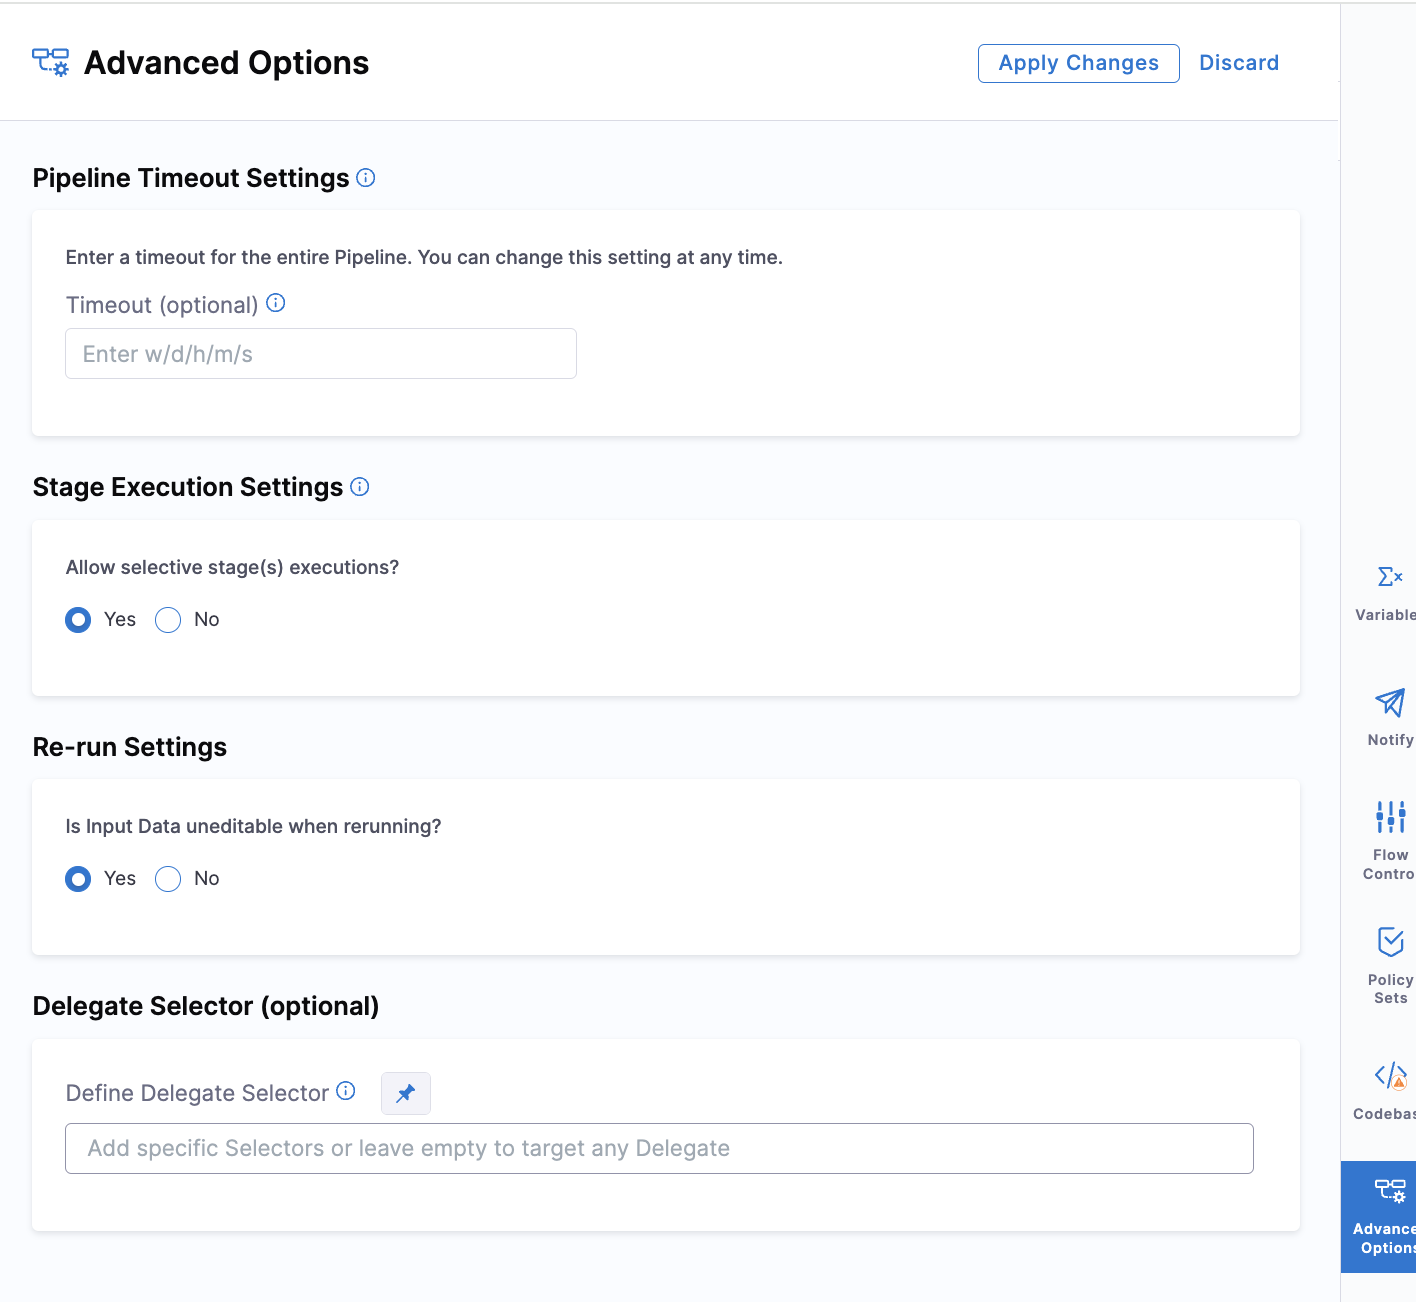 Advanced Options
Apply Changes
Discard
Pipeline Timeout Settings
Enter a timeout for the entire Pipeline. You can change this setting at any time.
Timeout (optional)
Enter w/d/h/m/s
Stage Execution Settings
Allow selective stage(s) executions?
Yes
No
Re-run Settings
Is Input Data uneditable when rerunning?
Yes
No
Delegate Selector (optional)
Define Delegate Selector
Add specific Selectors or leave empty to target any Delegate
Variable
Notify
Flow
Contro
Policy
Sets
Codebas
Advance
Options